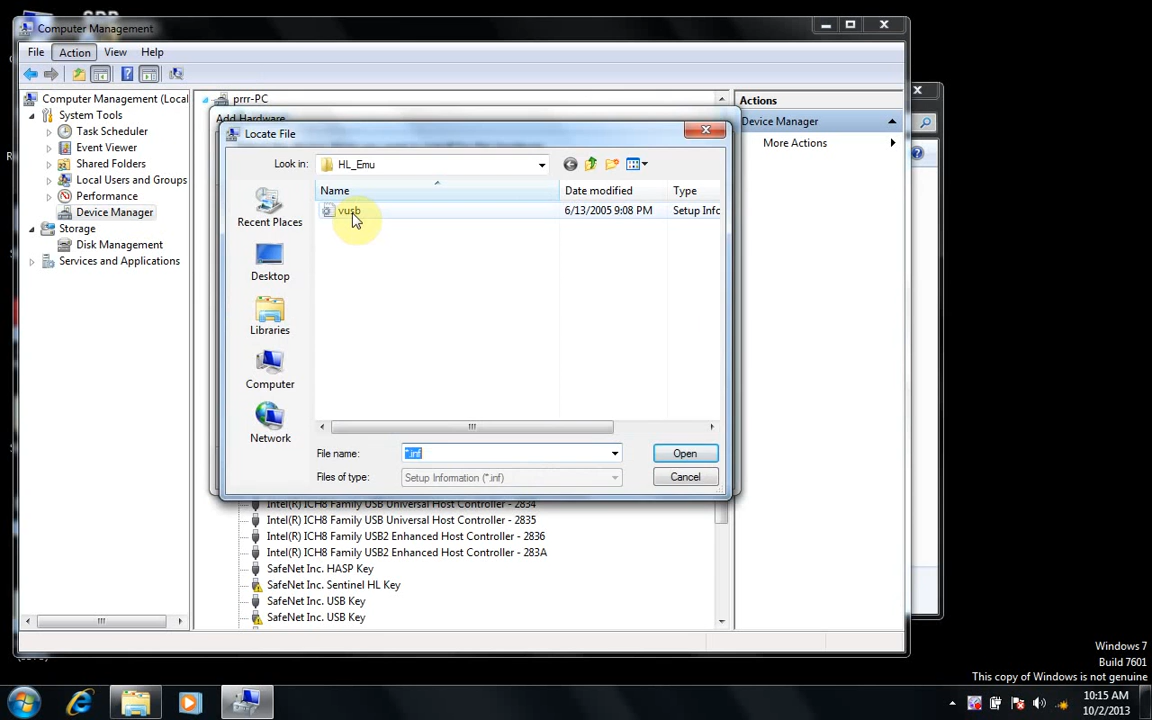 Computer Management
File Action View Help
Computer Management (Local
System Tools
Task Scheduler
Event Viewer
Shared Folders
Local Users and Groups
Performance
Device Manager
Storage
Disk Management
Services and Applications
prrr-PC
Add Hardware
Locate File
Look in: HL_Emu
Name Date modified Type
vusb 6/13/2005 9:08 PM Setup Info
Recent Places
Desktop
Libraries
Computer
Network
File name: *.inf Open
Files of type: Setup Information (*.inf) Cancel
Intel(R) ICH8 Family USB Universal Host Controller - 2834
Intel(R) ICH8 Family USB Universal Host Controller - 2835
Intel(R) ICH8 Family USB2 Enhanced Host Controller - 2836
Intel(R) ICH8 Family USB2 Enhanced Host Controller - 283A
SafeNet Inc. HASP Key
SafeNet Inc. Sentinel HL Key
SafeNet Inc. USB Key
SafeNet Inc. USB Key
Actions
Device Manager
More Actions
Windows 7
Build 7601
This copy of Windows is not genuine
10:15 AM
10/2/2013